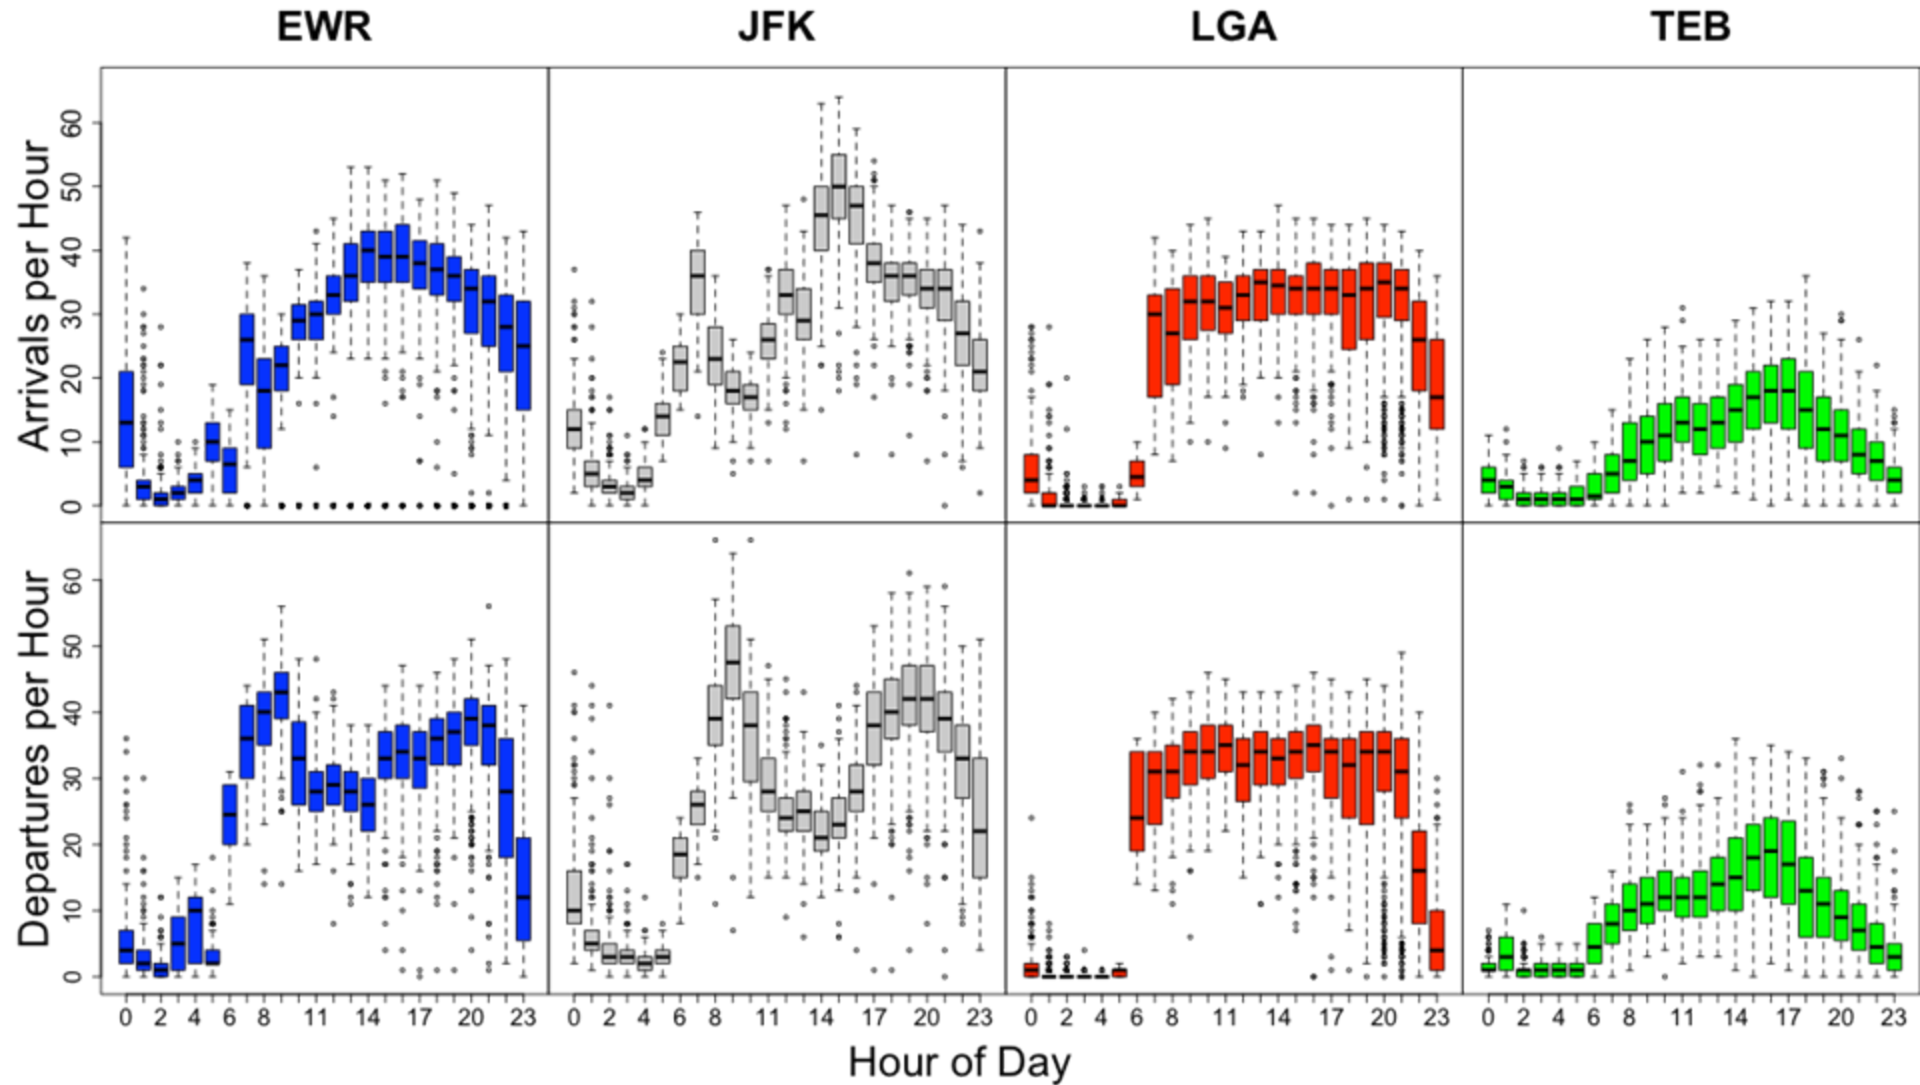 EWR JFK LGA TEB
Arrivals per Hour
0 10 20 30 40 50 60
Departures per Hour
0 10 20 30 40 50 60
0 2 4 6 8 11 14 17 20 23 0 2 4 6 8 11 14 17 20 23 0 2 4 6 8 11 14 17 20 23 0 2 4 6 8 11 14 17 20 23
Hour of Day